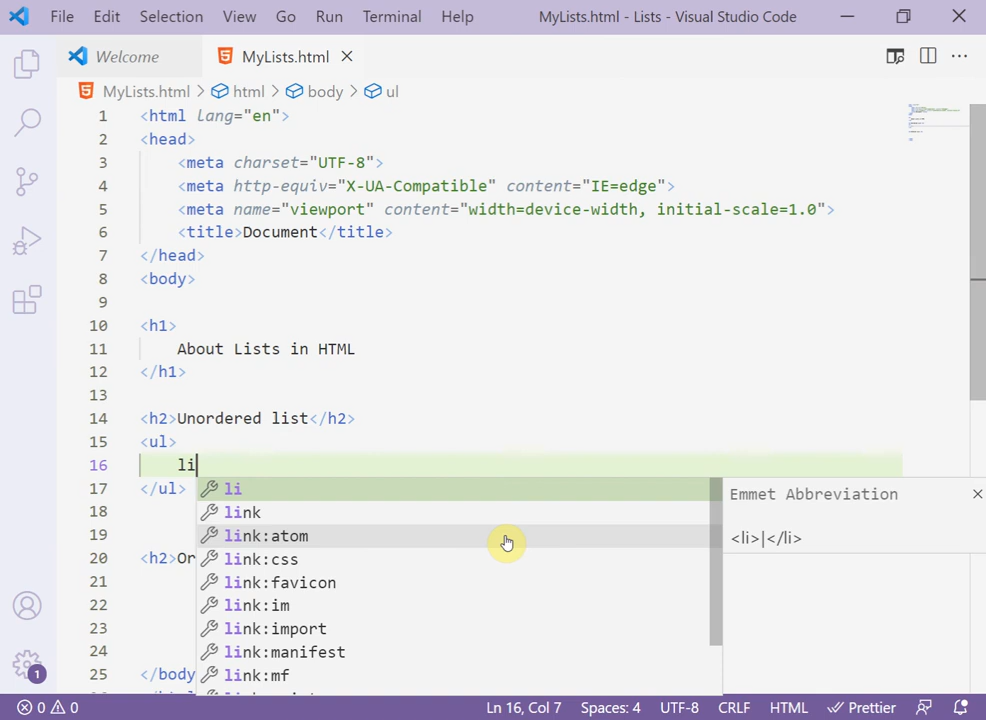 File Edit Selection View Go Run Terminal Help MyLists.html - Lists - Visual Studio Code
Welcome MyLists.html
MyLists.html > html > body > ul
1 <html lang="en">
2 <head>
3 <meta charset="UTF-8">
4 <meta http-equiv="X-UA-Compatible" content="IE=edge">
5 <meta name="viewport" content="width=device-width, initial-scale=1.0">
6 <title>Document</title>
7 </head>
8 <body>
9
10 <h1>
11 About Lists in HTML
12 </h1>
13
14 <h2>Unordered list</h2>
15 <ul>
16 li
17 </ul>
18
19
20 <h2>Or
21
22
23
24
25 </body
li
link
link:atom
link:css
link:favicon
link:im
link:import
link:manifest
link:mf
Emmet Abbreviation
<li>|</li>
1
0 0 Ln 16, Col 7 Spaces: 4 UTF-8 CRLF HTML Prettier